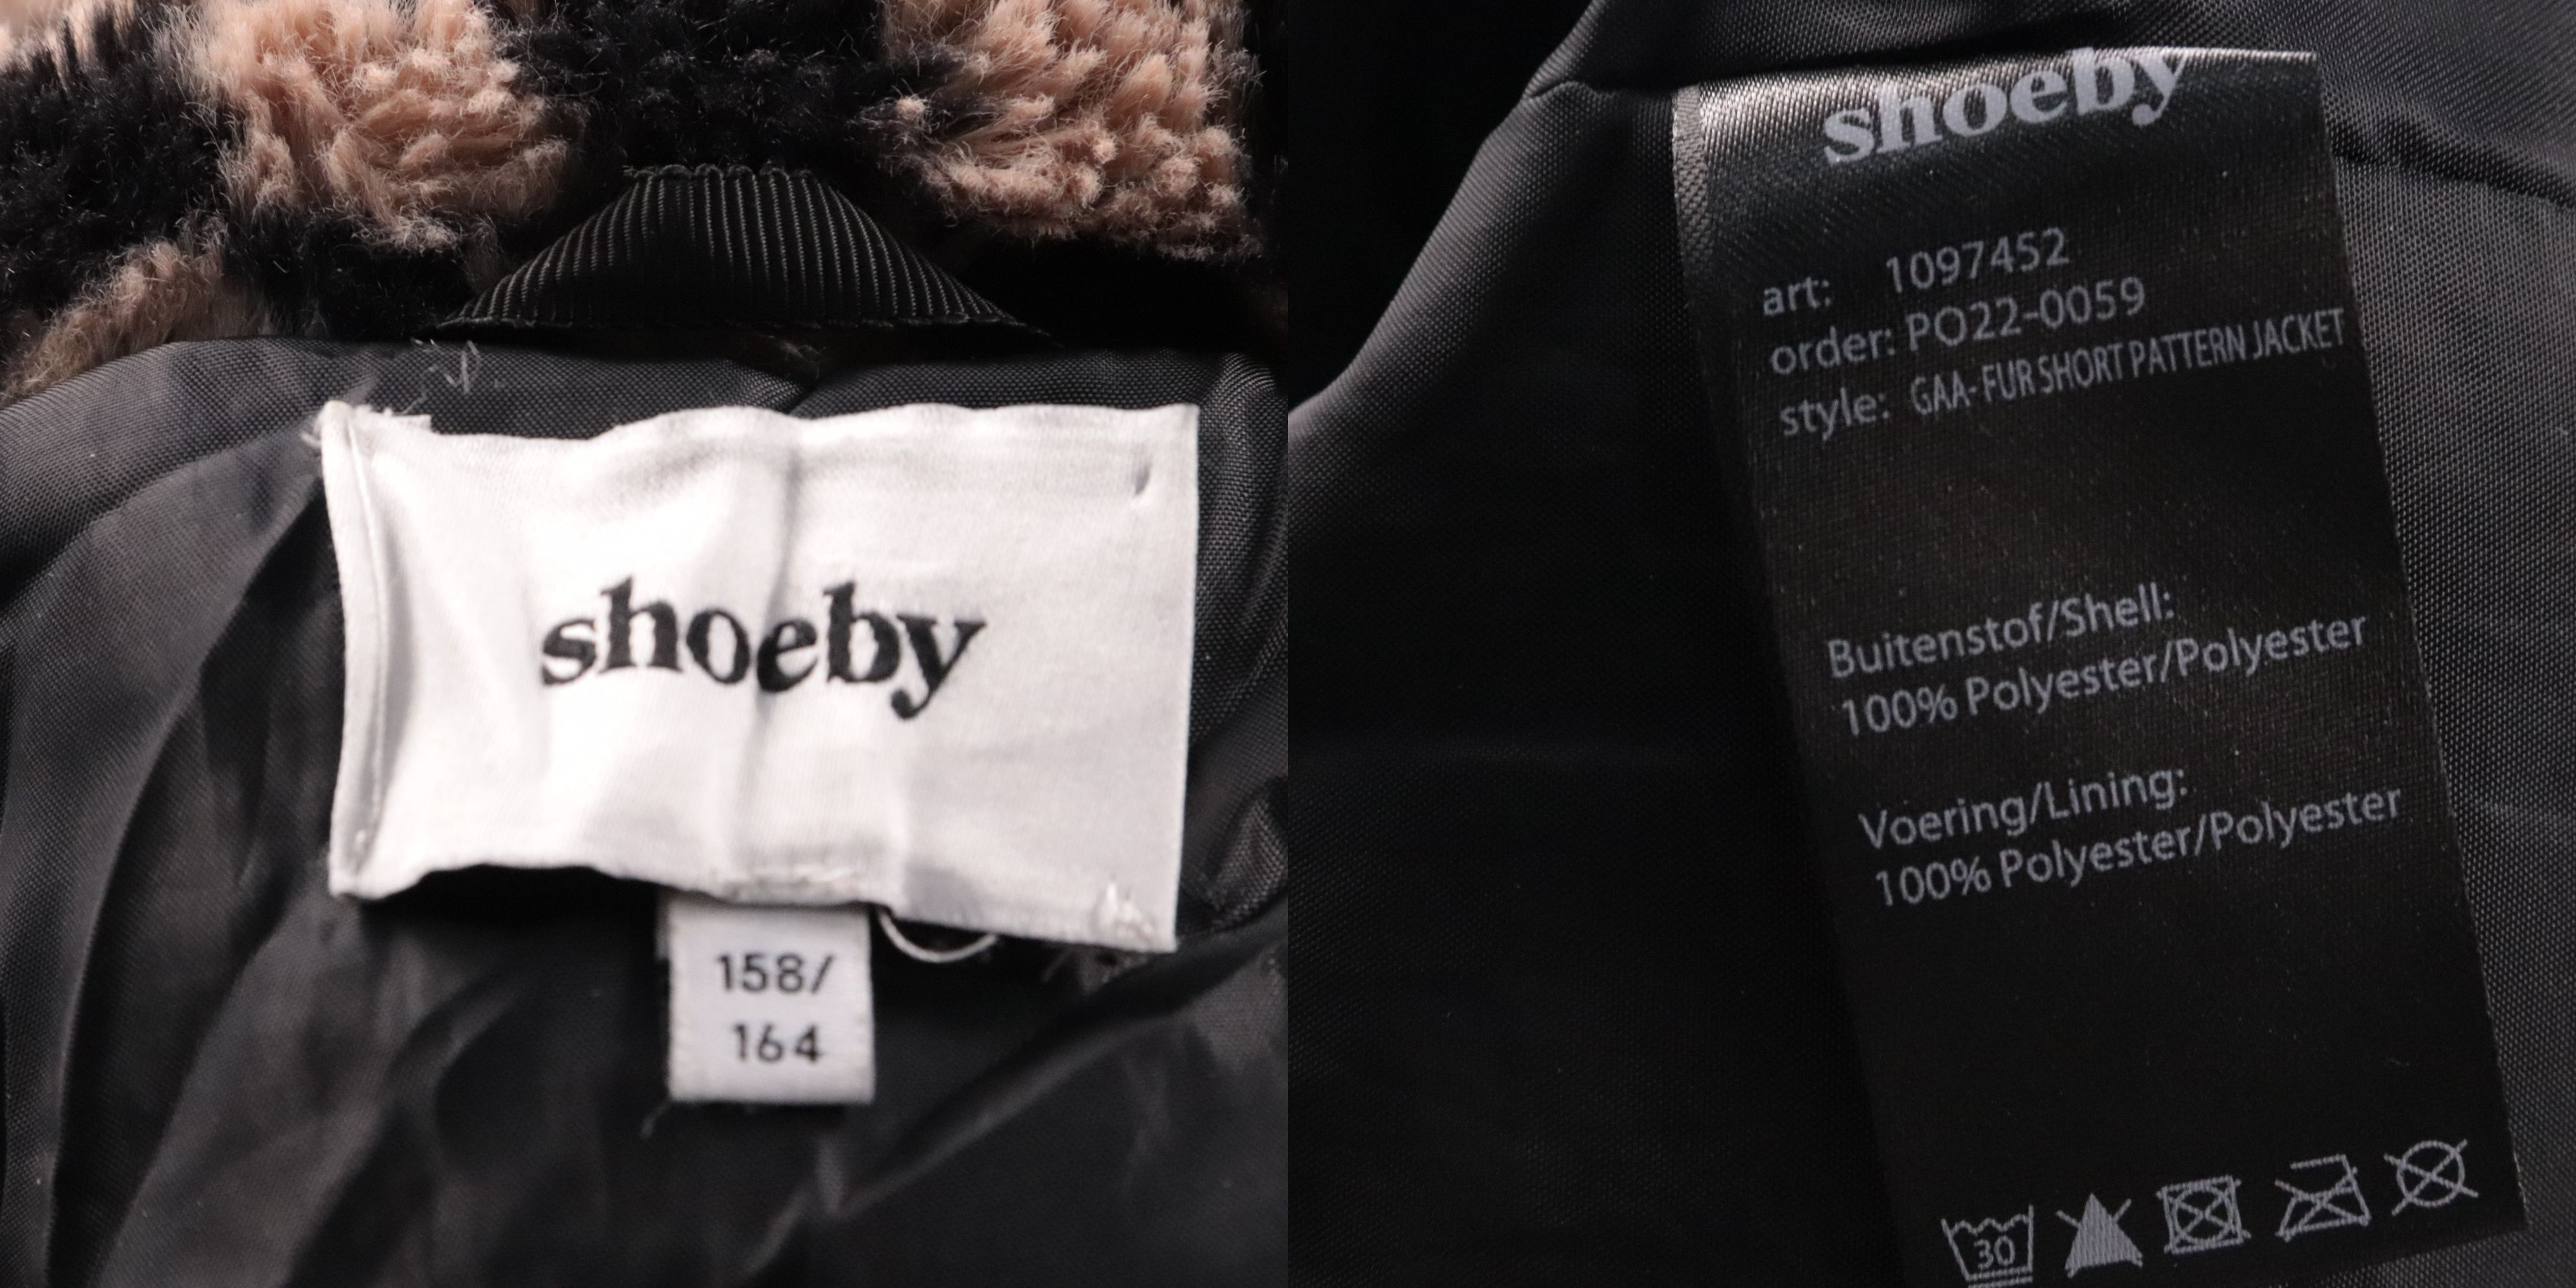 shoeby
158/
164
shoeby
art: 1097452
order: PO22-0059
style: GAA-FUR SHORT PATTERN JACKET
Buitenstof/Shell:
100% Polyester/Polyester
Voering/Lining:
100% Polyester/Polyester
30